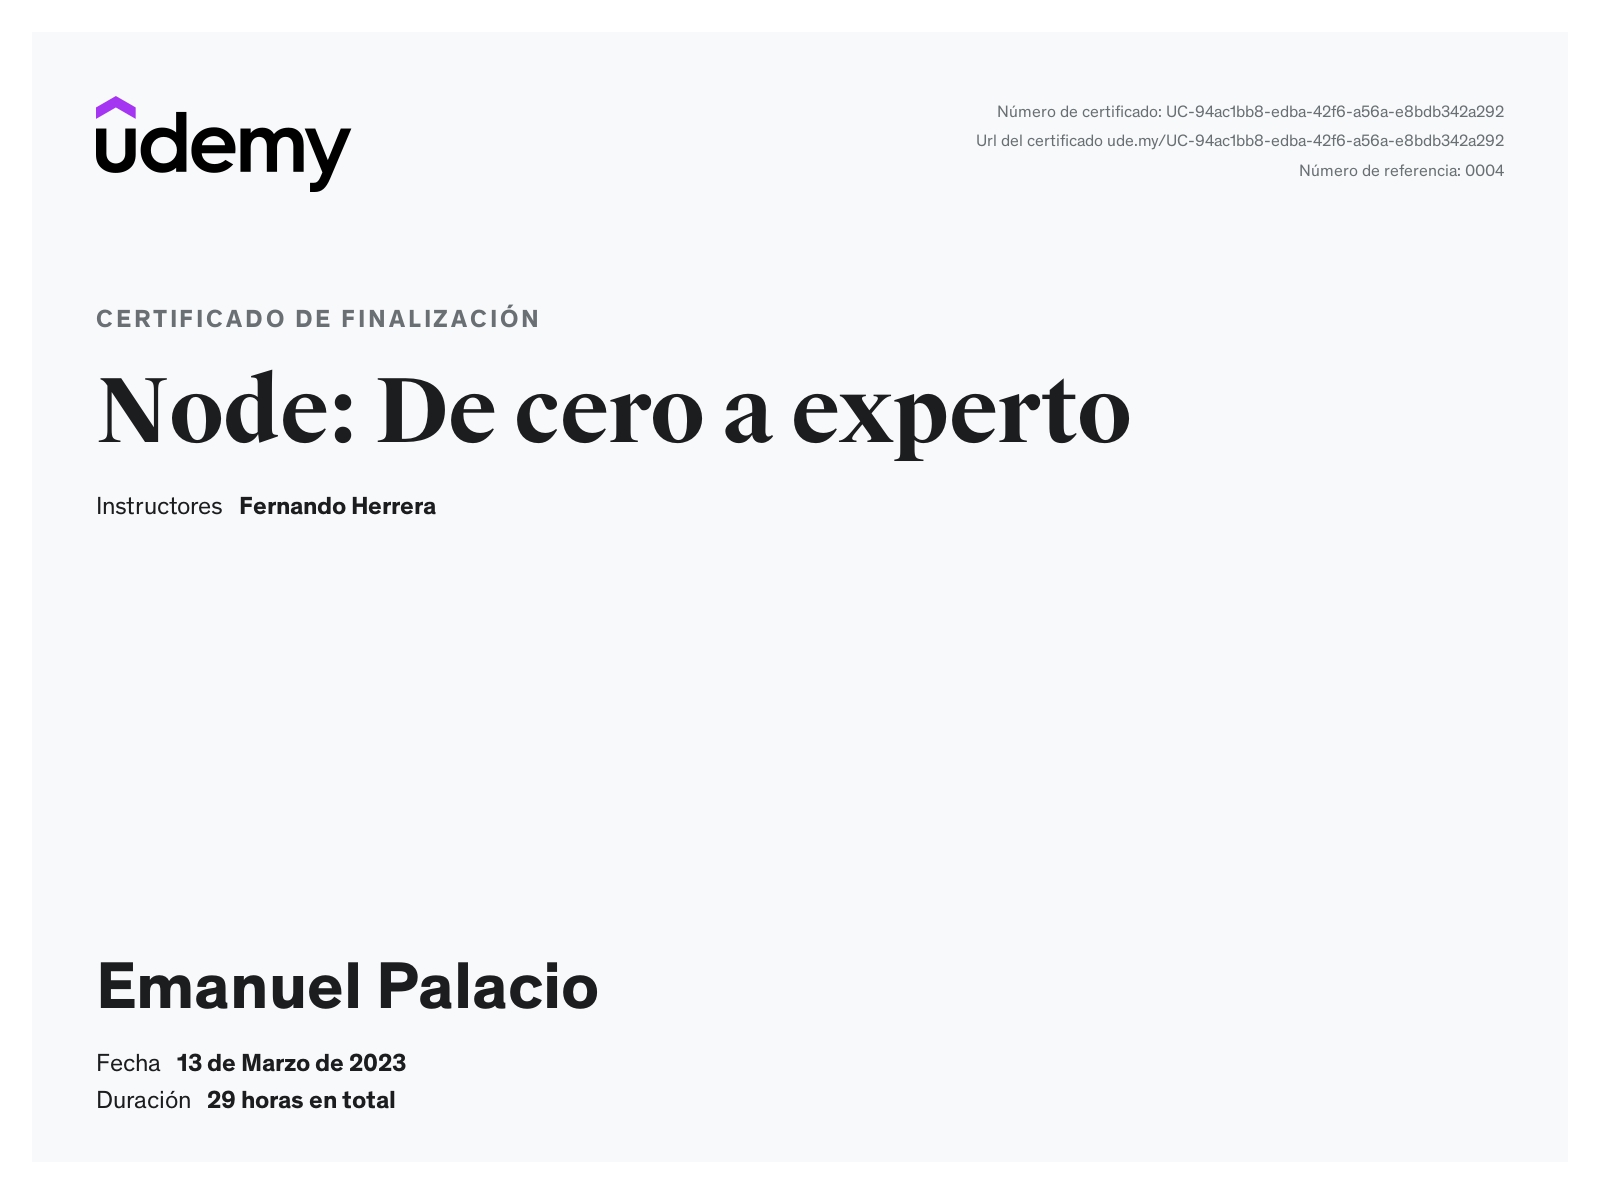 udemy
Número de certificado: UC-94ac1bb8-edba-42f6-a56a-e8bdb342a292
Url del certificado ude.my/UC-94ac1bb8-edba-42f6-a56a-e8bdb342a292
Número de referencia: 0004
CERTIFICADO DE FINALIZACIÓN
Node: De cero a experto
Instructores Fernando Herrera
Emanuel Palacio
Fecha 13 de Marzo de 2023
Duración 29 horas en total